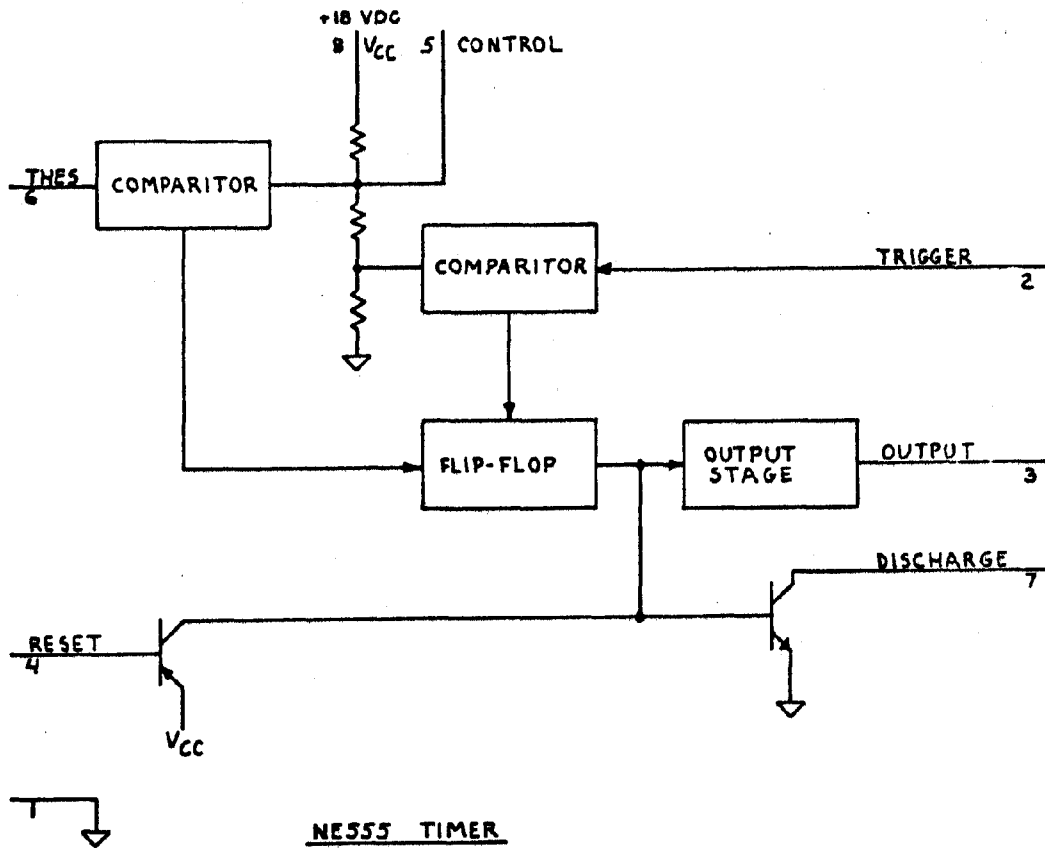 +18 VDC
8 VCC 5 CONTROL
THES
6
COMPARITOR
COMPARITOR
TRIGGER
2
FLIP-FLOP
OUTPUT
STAGE
OUTPUT
3
DISCHARGE
7
RESET
4
VCC
1
NE555 TIMER